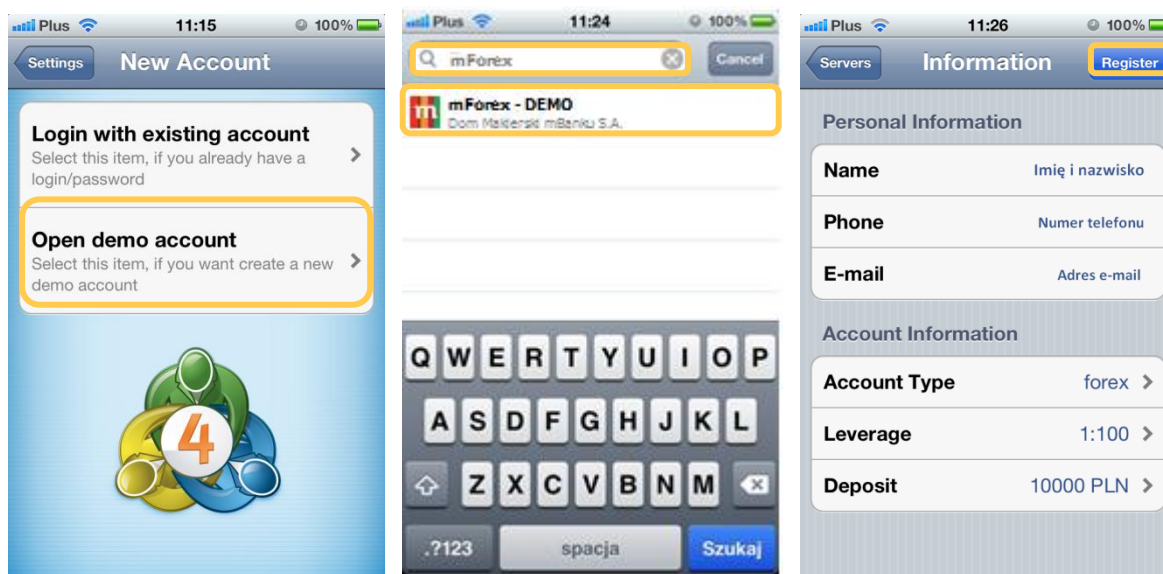 Plus 11:15 100%
Settings New Account
Login with existing account
Select this item, if you already have a
login/password
Open demo account
Select this item, if you want create a new
demo account
4
Plus 11:24 100%
mForex Cancel
m mForex - DEMO
Dom Maklerski mBanku S.A.
Q W E R T Y U I O P
A S D F G H J K L
Z X C V B N M
.?123 spacja Szukaj
Plus 11:26 100%
Servers Information Register
Personal Information
Name Imię i nazwisko
Phone Numer telefonu
E-mail Adres e-mail
Account Information
Account Type forex
Leverage 1:100
Deposit 10000 PLN